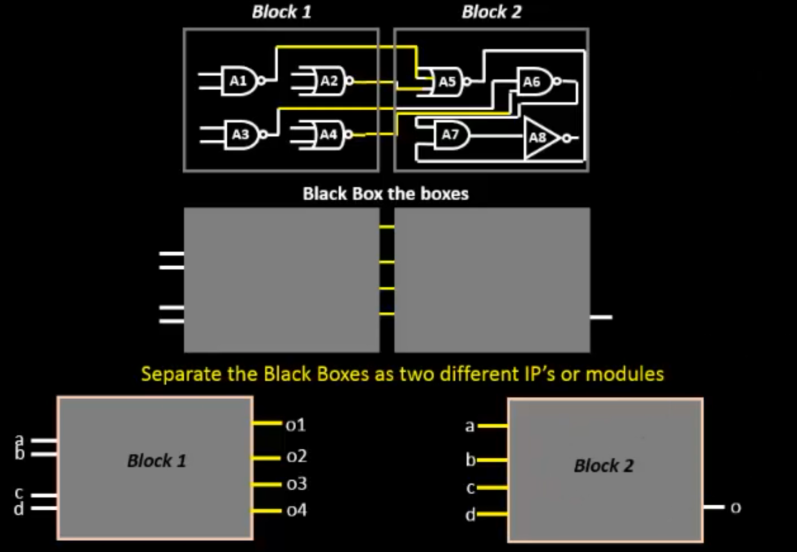 Block 1 Block 2
A1 A2 A5 A6
A3 A4 A7 A8
Black Box the boxes
Separate the Black Boxes as two different IP's or modules
a
b
c
d
Block 1
o1
o2
o3
o4
a
b
c
d
Block 2
o